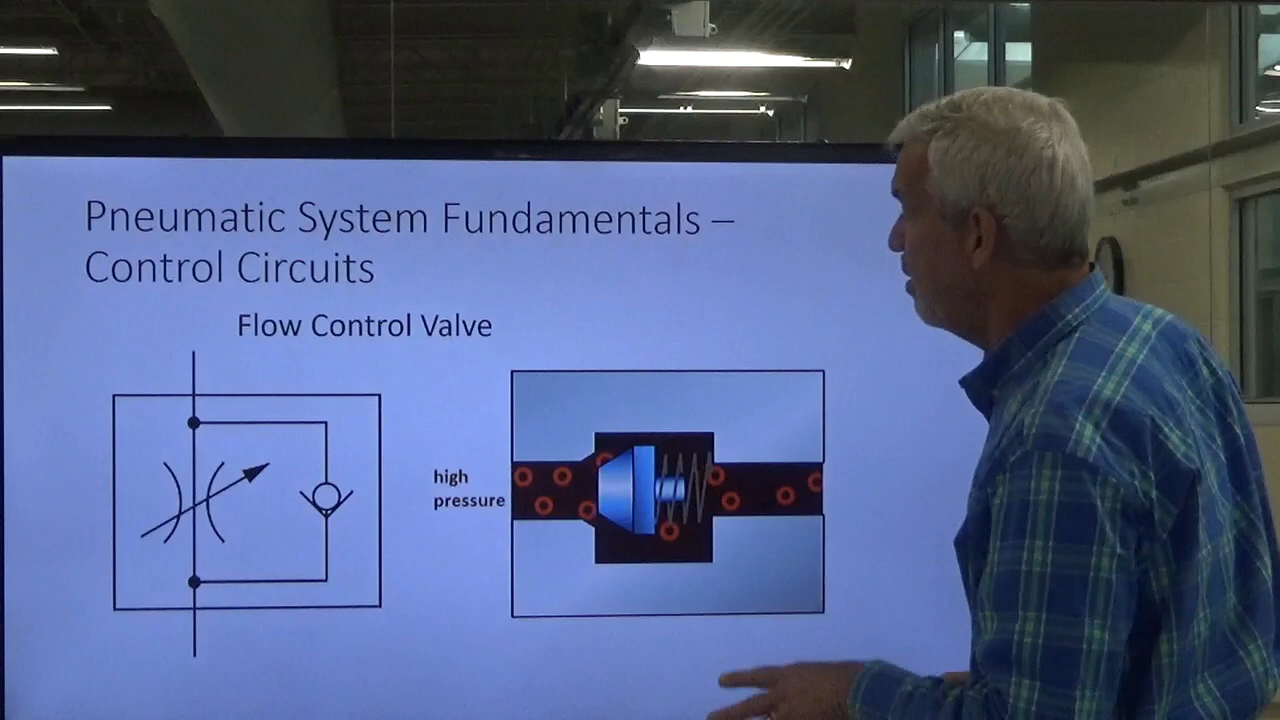 Pneumatic System Fundamentals –
Control Circuits
Flow Control Valve
high
pressure